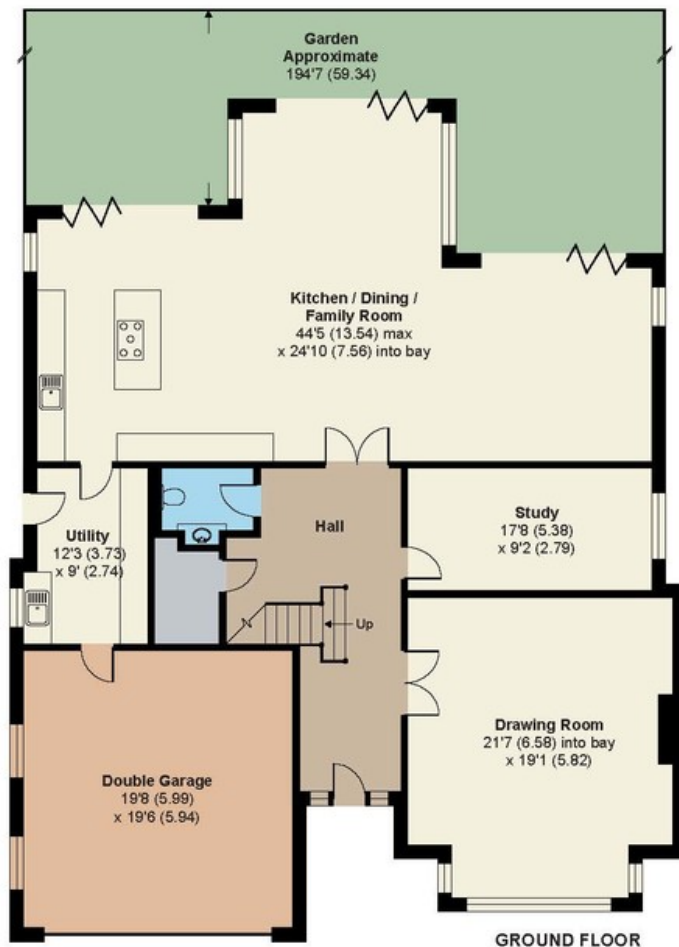 Garden
Approximate
194'7 (59.34)
Kitchen / Dining /
Family Room
44'5 (13.54) max
x 24'10 (7.56) into bay
Utility
12'3 (3.73)
x 9' (2.74)
Hall
Study
17'8 (5.38)
x 9'2 (2.79)
Up
Drawing Room
21'7 (6.58) into bay
x 19'1 (5.82)
Double Garage
19'8 (5.99)
x 19'6 (5.94)
GROUND FLOOR